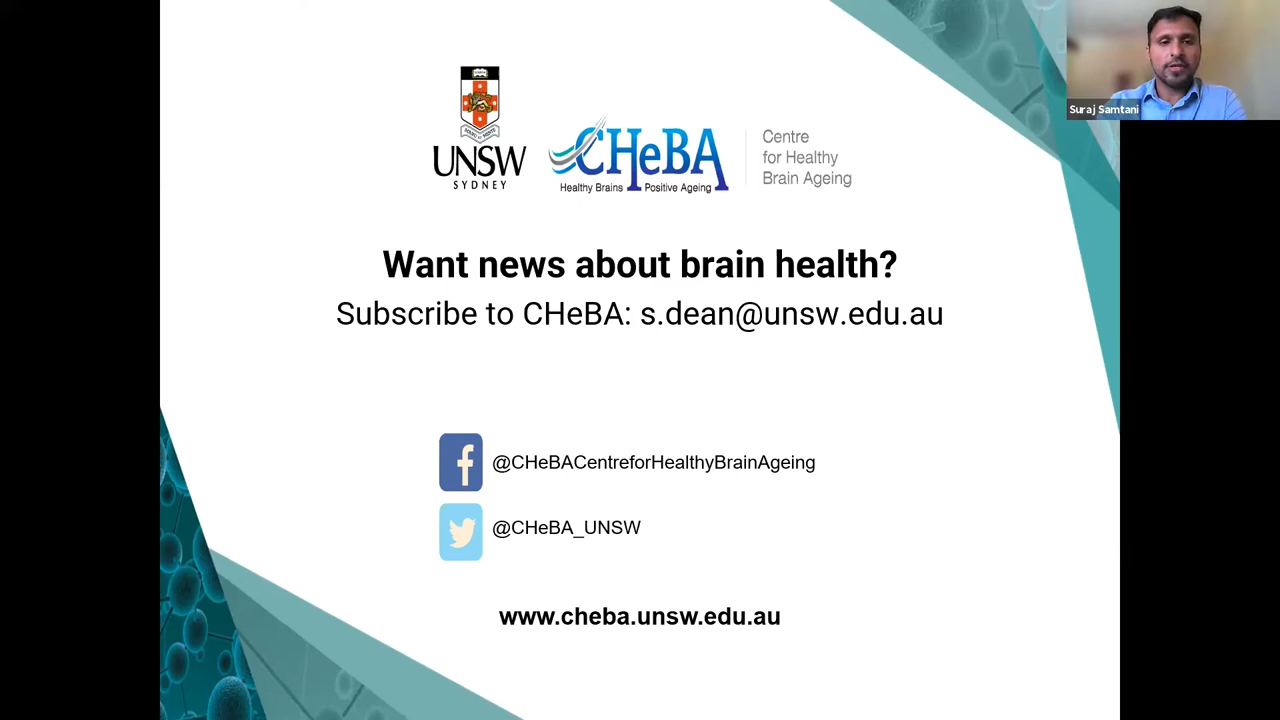 Suraj Samtani
UNSW
SYDNEY
CHeBA
Healthy Brains Positive Ageing
Centre
for Healthy
Brain Ageing
Want news about brain health?
Subscribe to CHeBA: s.dean@unsw.edu.au
@CHeBACentreforHealthyBrainAgeing
@CHeBA_UNSW
www.cheba.unsw.edu.au